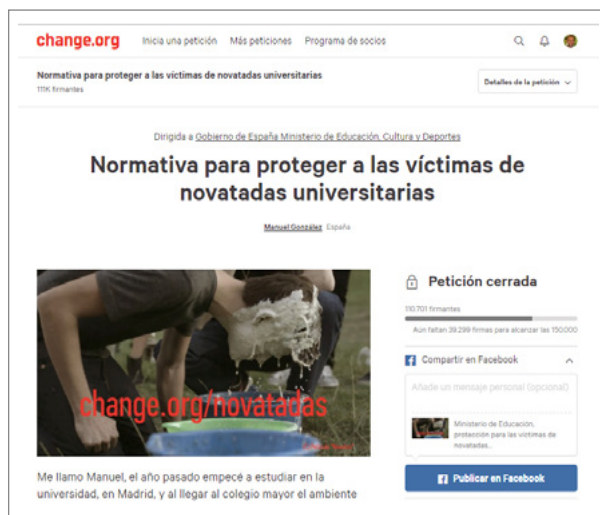 change.org Inicia una petición Más peticiones Programa de socios
Normativa para proteger a las víctimas de novatadas universitarias
111K firmantes
Detalles de la petición
Dirigida a Gobierno de España Ministerio de Educación, Cultura y Deportes
Normativa para proteger a las víctimas de
novatadas universitarias
Manuel González España
Petición cerrada
110.701 firmantes
Aún faltan 39.299 firmas para alcanzar las 150.000
Compartir en Facebook
Añade un mensaje personal (opcional)
change.org/novatadas
Ministerio de Educación,
protección para las víctimas de
novatadas...
Publicar en Facebook
Me llamo Manuel, el año pasado empecé a estudiar en la
universidad, en Madrid, y al llegar al colegio mayor el ambiente